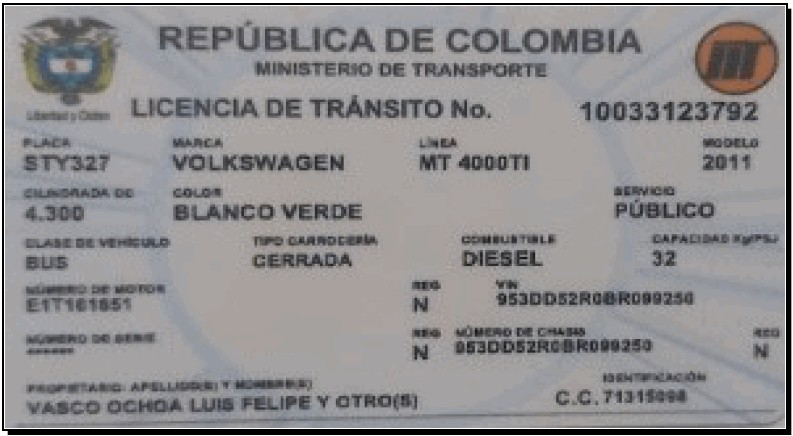 REPÚBLICA DE COLOMBIA
MINISTERIO DE TRANSPORTE
Libertad y Orden
LICENCIA DE TRÁNSITO No. 10033123792
PLACA MARCA LÍNEA MODELO
STY327 VOLKSWAGEN MT 4000TI 2011
CILINDRADA CC COLOR SERVICIO
4.300 BLANCO VERDE PÚBLICO
CLASE DE VEHÍCULO TIPO CARROCERÍA COMBUSTIBLE CAPACIDAD Kg/PSJ
BUS CERRADA DIESEL 32
NÚMERO DE MOTOR REG VIN
E1T161851 N 953DD52R0BR099250
NÚMERO DE SERIE REG NÚMERO DE CHASIS REG
****** N 953DD52R0BR099250 N
PROPIETARIO: APELLIDO(S) Y NOMBRE(S) IDENTIFICACIÓN
VASCO OCHOA LUIS FELIPE Y OTRO(S) C.C. 71315098